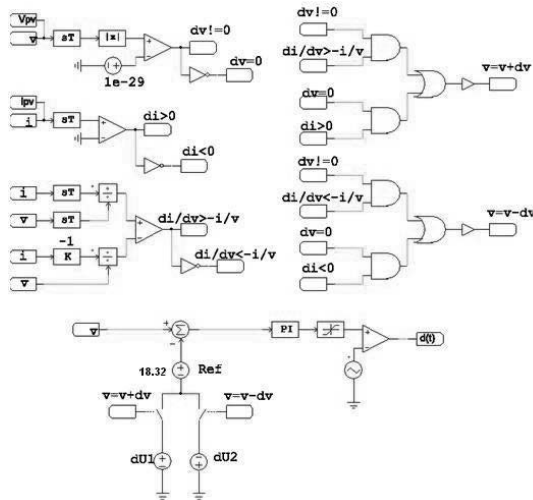 Vpv
v
sT
|x|
1e-29
dv!=0
dv=0
Ipv
i
sT
di>0
di<0
i
sT
v
sT
-1
i
K
v
di/dv>-i/v
di/dv<-i/v
dv!=0
di/dv>-i/v
dv=0
di>0
v=v+dv
dv!=0
di/dv<-i/v
dv=0
di<0
v=v-dv
v
Σ
PI
d(t)
18.32
Ref
v=v+dv
v=v-dv
dU1
dU2